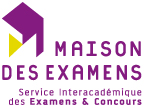 MAISON
DES EXAMENS
Service Interacadémique
des Examens & Concours